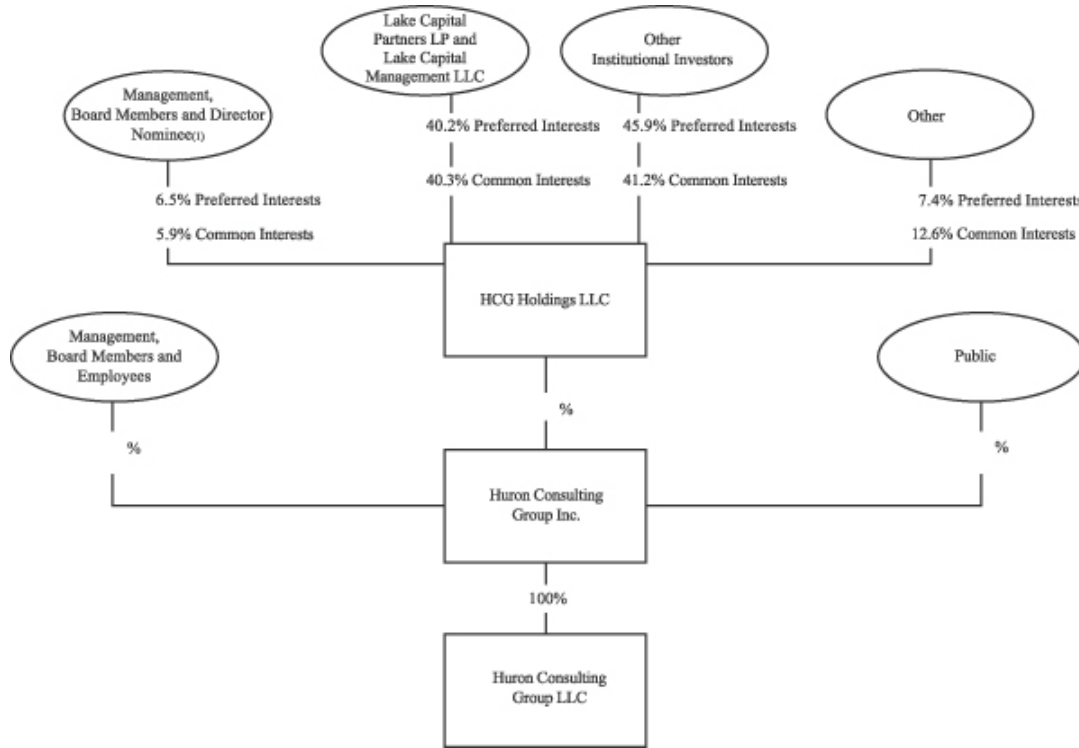 Lake Capital
Partners LP and
Lake Capital
Management LLC
Other
Institutional Investors
Management,
Board Members and Director
Nominee(1)
Other
40.2% Preferred Interests
45.9% Preferred Interests
40.3% Common Interests
41.2% Common Interests
6.5% Preferred Interests
7.4% Preferred Interests
5.9% Common Interests
12.6% Common Interests
HCG Holdings LLC
Management,
Board Members and
Employees
Public
%
%
%
Huron Consulting
Group Inc.
100%
Huron Consulting
Group LLC